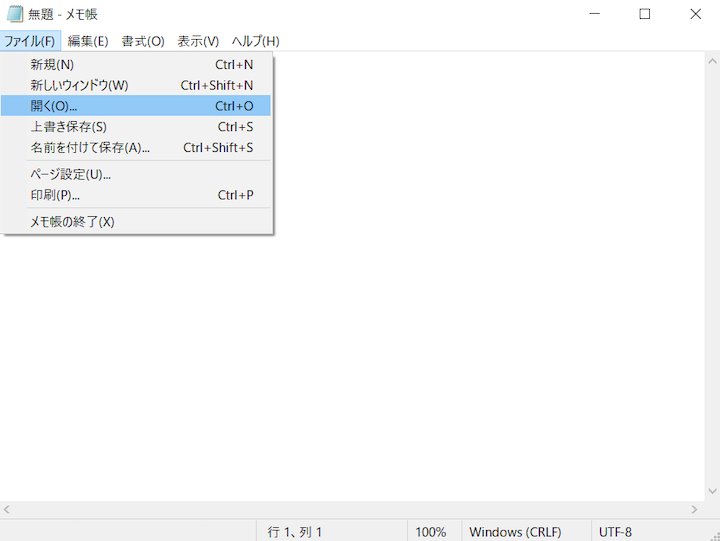 無題 - メモ帳
ファイル(F) 編集(E) 書式(O) 表示(V) ヘルプ(H)
新規(N) Ctrl+N
新しいウィンドウ(W) Ctrl+Shift+N
開く(O)... Ctrl+O
上書き保存(S) Ctrl+S
名前を付けて保存(A)... Ctrl+Shift+S
ページ設定(U)...
印刷(P)... Ctrl+P
メモ帳の終了(X)
行 1、列 1 100% Windows (CRLF) UTF-8